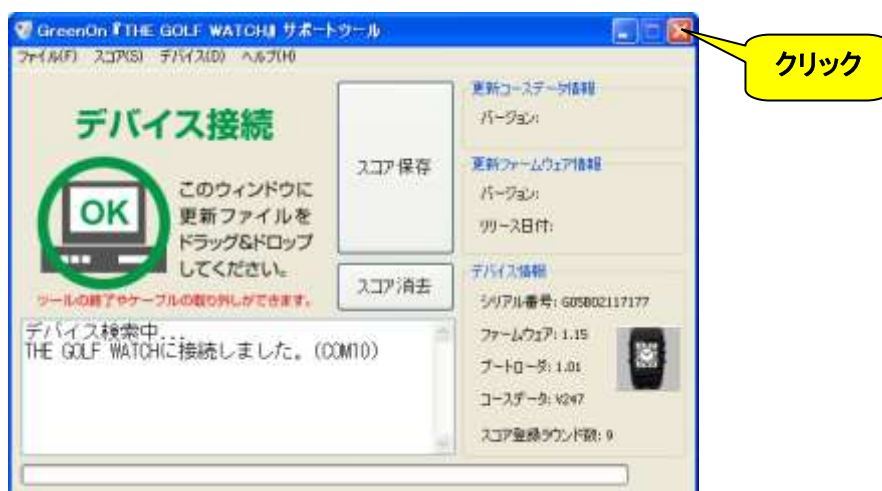 GreenOn『THE GOLF WATCH』サポートツール
ファイル(F) スコア(S) デバイス(D) ヘルプ(H)
クリック
デバイス接続
OK
このウィンドウに
更新ファイルを
ドラッグ&ドロップ
してください。
ツールの終了やケーブルの取り外しができます。
スコア保存
スコア消去
更新コースデータ情報
バージョン:
更新ファームウェア情報
バージョン:
リリース日付:
デバイス情報
シリアル番号: G05B02117177
ファームウェア: 1.15
ブートローダ: 1.01
コースデータ: V247
スコア登録ラウンド数: 9
デバイス検索中...
THE GOLF WATCHに接続しました。(COM10)